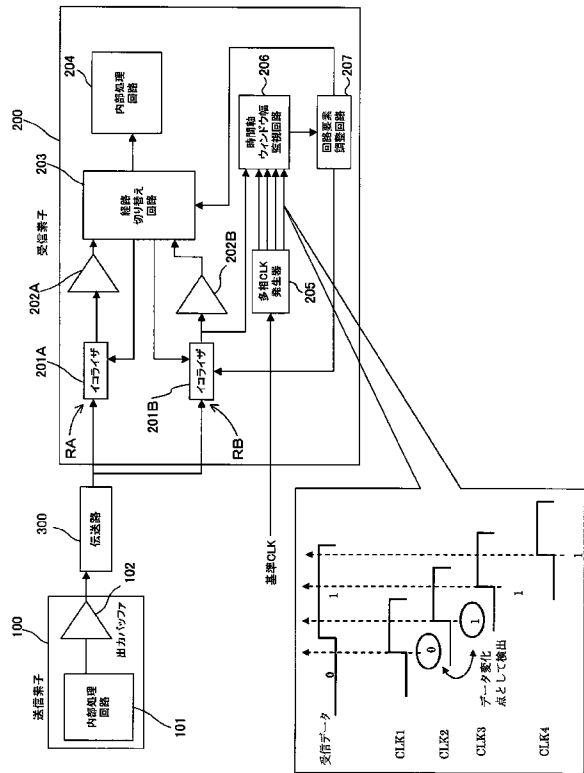 100
送信素子
内部処理
回路
101
102
出力バッファ
300
伝送路
200
受信素子
RA
201A
イコライザ
202A
203
経路
切り替え
回路
204
内部処理
回路
201B
イコライザ
RB
202B
基準CLK
多相CLK
発生器
205
時間軸
ウィンドウ幅
監視回路
206
回路要素
調整回路
207
受信データ
0
1
CLK1
0
CLK2
1
CLK3
1
CLK4
1
データ変化
点として検出